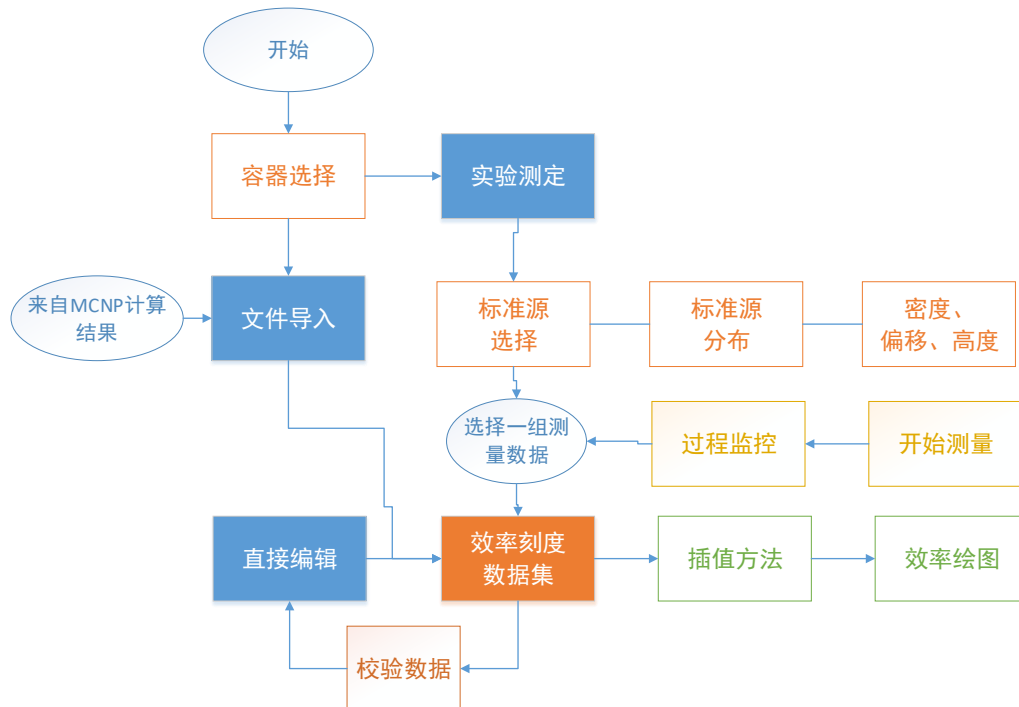 开始
容器选择
实验测定
来自MCNP计算
结果
文件导入
标准源
选择
标准源
分布
密度、
偏移、高度
选择一组测
量数据
过程监控
开始测量
直接编辑
效率刻度
数据集
插值方法
效率绘图
校验数据